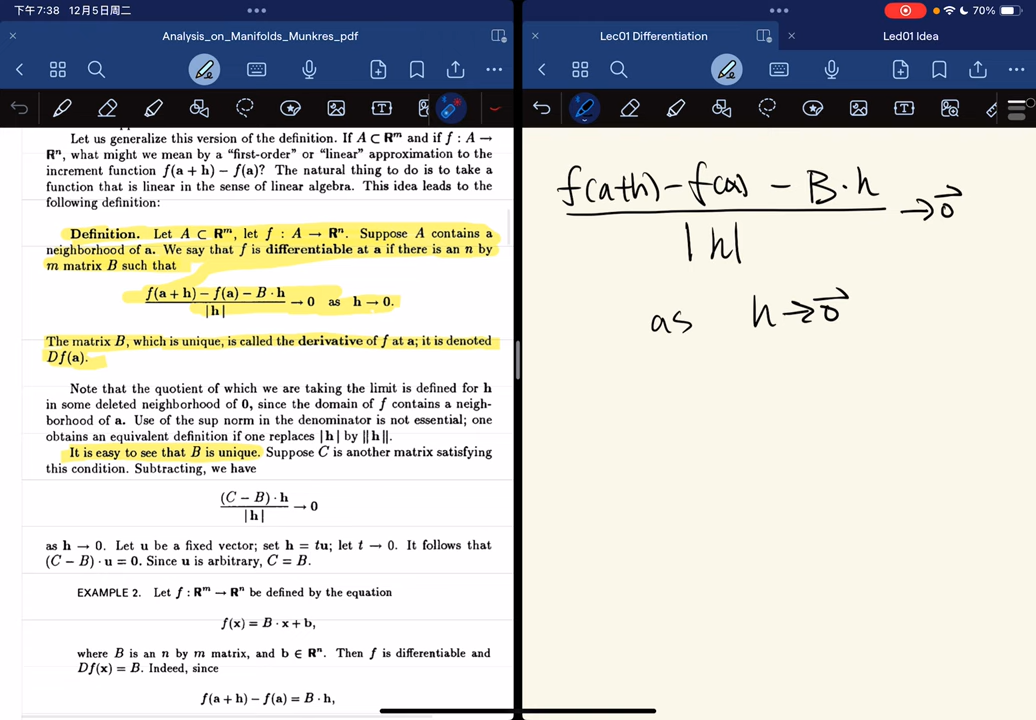 下午7:38 12月5日周二
70%
Analysis_on_Manifolds_Munkres_pdf
Lec01 Differentiation
Led01 Idea
Let us generalize this version of the definition. If A ⊂ Rᵐ and if f : A →
Rⁿ, what might we mean by a “first-order” or “linear” approximation to the
increment function f(a + h) − f(a)? The natural thing to do is to take a
function that is linear in the sense of linear algebra. This idea leads to the
following definition:
Definition. Let A ⊂ Rᵐ, let f : A → Rⁿ. Suppose A contains a
neighborhood of a. We say that f is differentiable at a if there is an n by
m matrix B such that
f(a + h) − f(a) − B · h
|h|
→ 0 as h → 0.
The matrix B, which is unique, is called the derivative of f at a; it is denoted
Df(a).
Note that the quotient of which we are taking the limit is defined for h
in some deleted neighborhood of 0, since the domain of f contains a neigh-
borhood of a. Use of the sup norm in the denominator is not essential; one
obtains an equivalent definition if one replaces |h| by ‖h‖.
It is easy to see that B is unique. Suppose C is another matrix satisfying
this condition. Subtracting, we have
(C − B) · h
|h|
→ 0
as h → 0. Let u be a fixed vector; set h = tu; let t → 0. It follows that
(C − B) · u = 0. Since u is arbitrary, C = B.
EXAMPLE 2. Let f : Rᵐ → Rⁿ be defined by the equation
f(x) = B · x + b,
where B is an n by m matrix, and b ∈ Rⁿ. Then f is differentiable and
Df(x) = B. Indeed, since
f(a + h) − f(a) = B · h,
f(a+h) − f(a) − B·h
|h|
→ 0⃗
as h → 0⃗